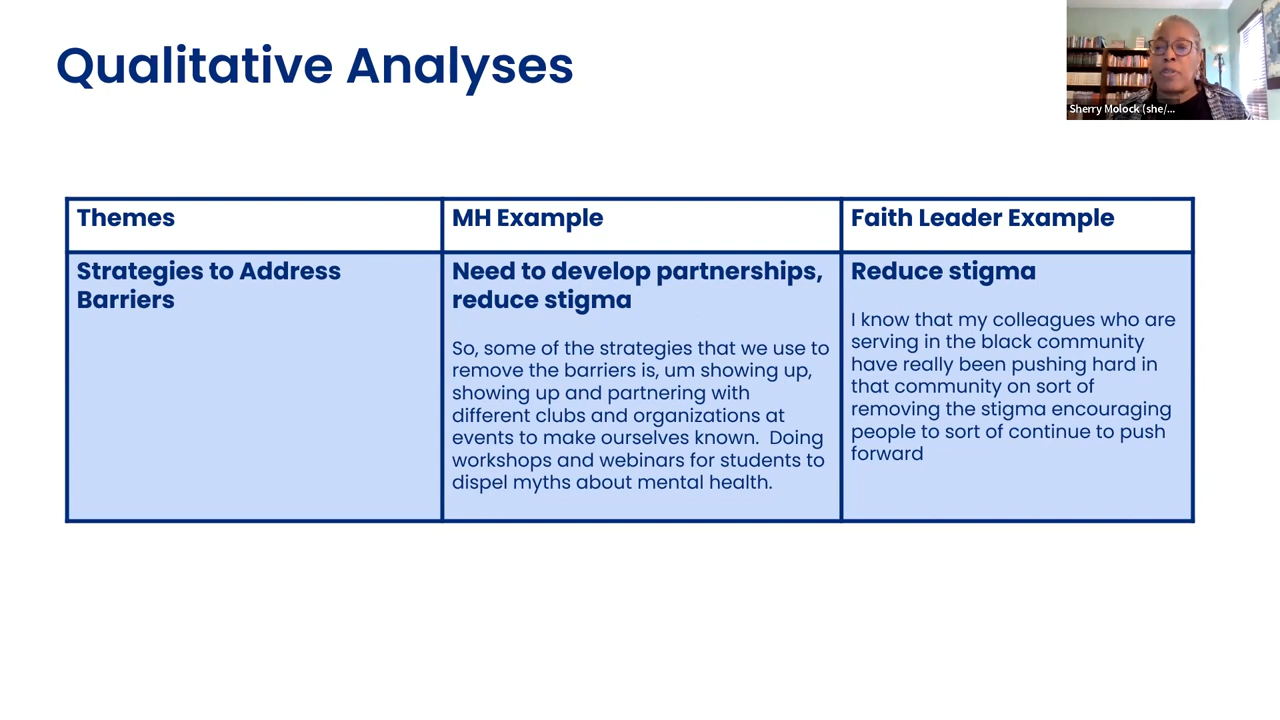 Qualitative Analyses
Sherry Molock (she/...
Themes
MH Example
Faith Leader Example
Strategies to Address
Barriers
Need to develop partnerships,
reduce stigma
So, some of the strategies that we use to
remove the barriers is, um showing up,
showing up and partnering with
different clubs and organizations at
events to make ourselves known.  Doing
workshops and webinars for students to
dispel myths about mental health.
Reduce stigma
I know that my colleagues who are
serving in the black community
have really been pushing hard in
that community on sort of
removing the stigma encouraging
people to sort of continue to push
forward